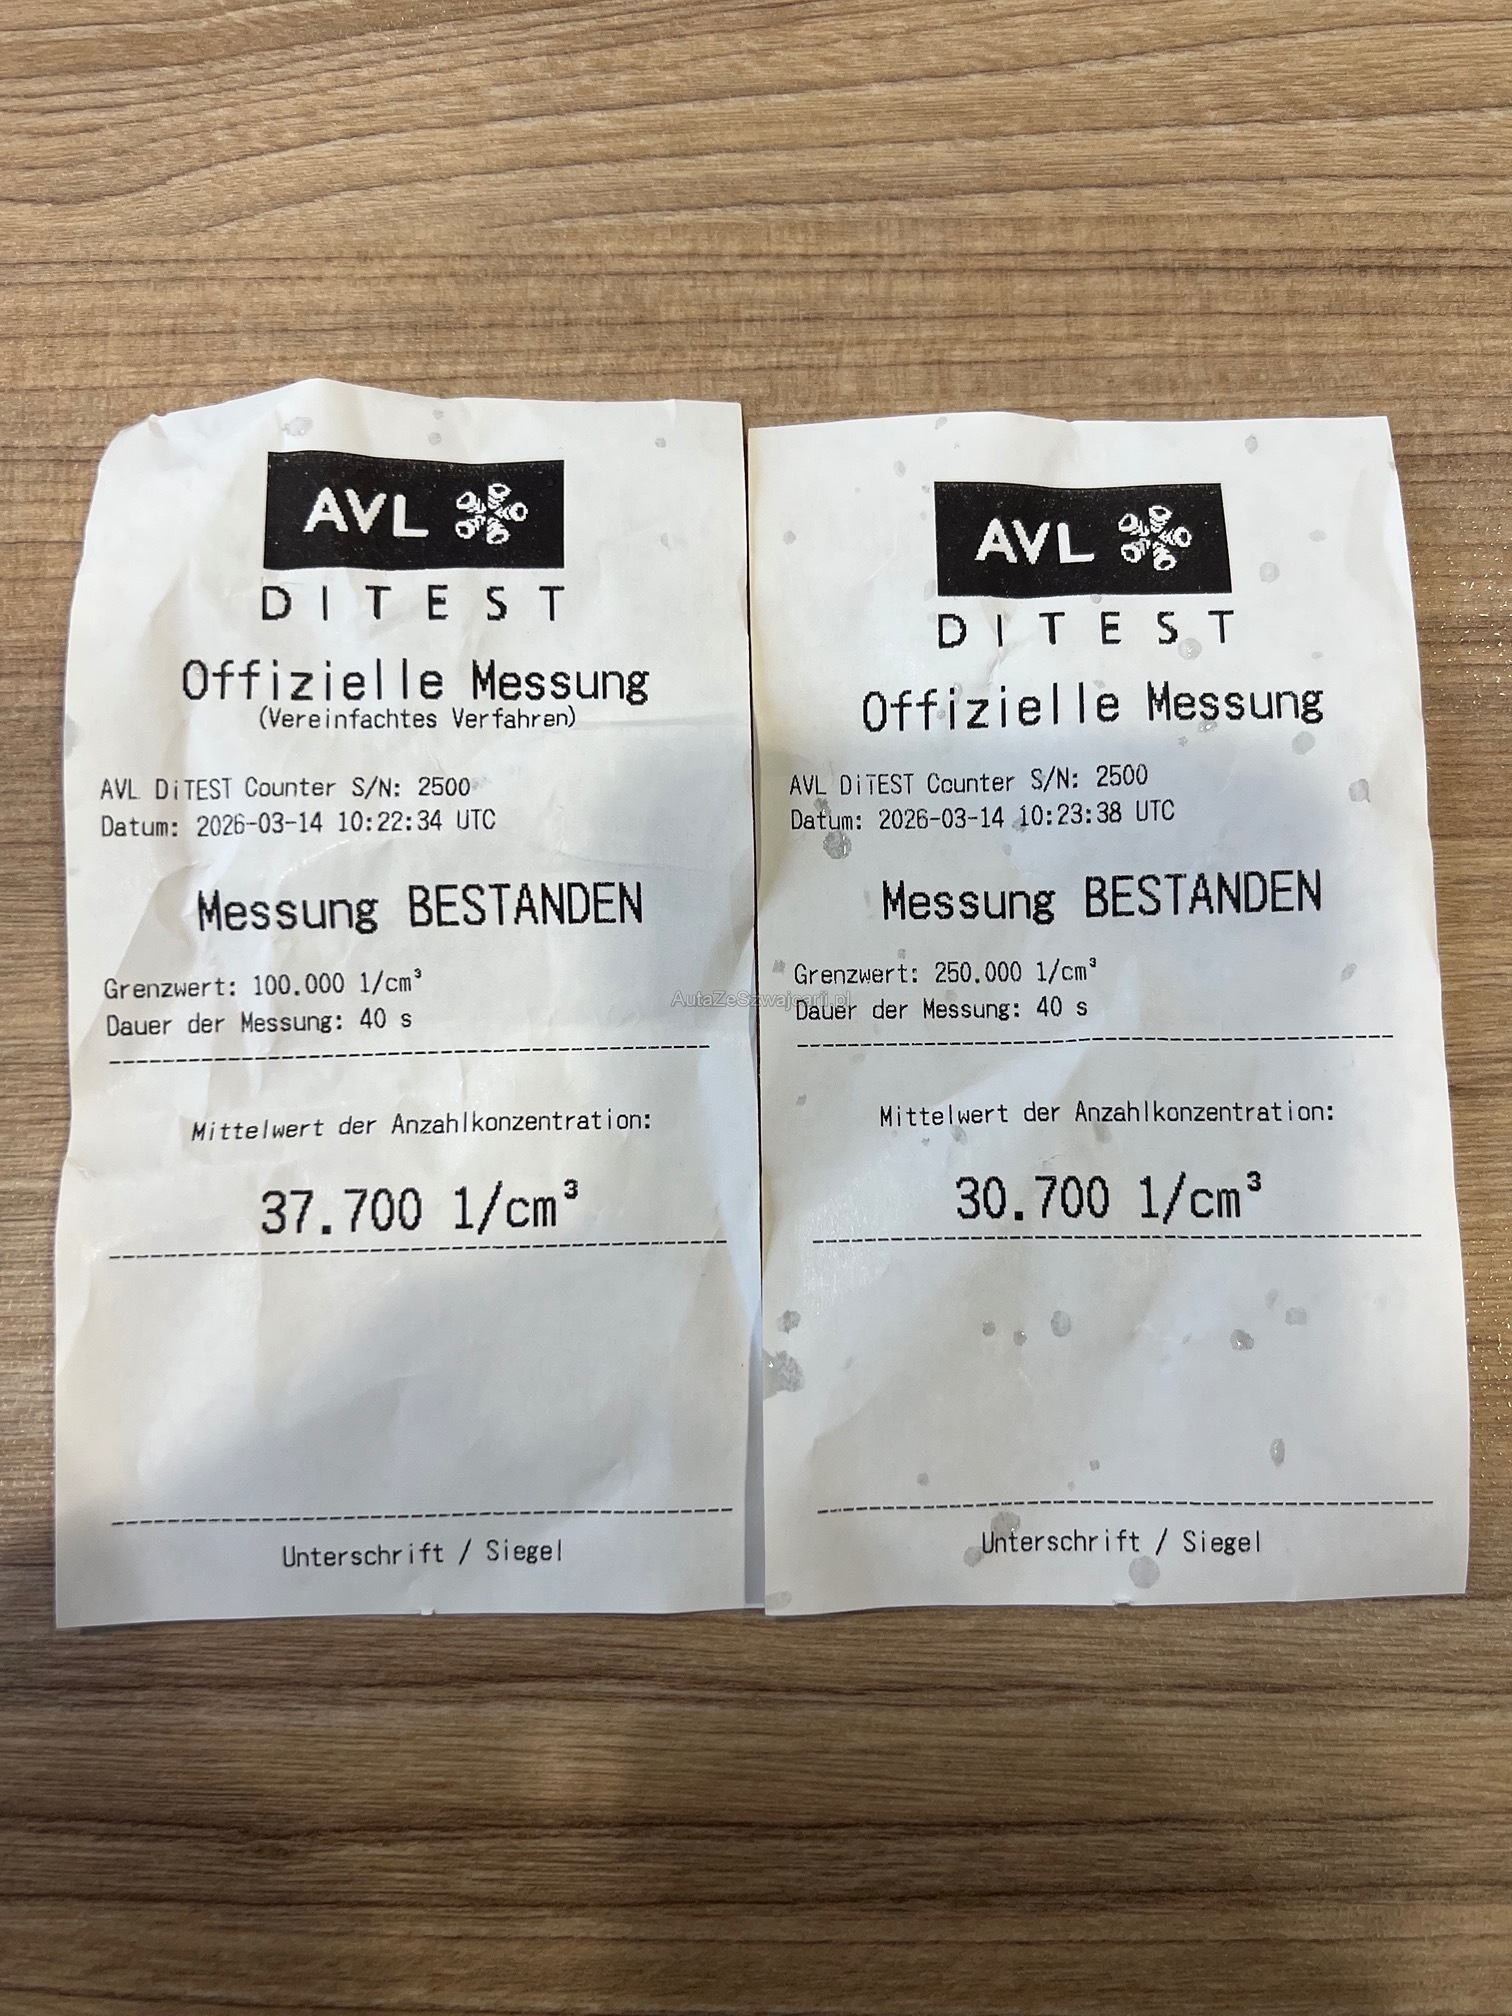 AVL
DITEST
Offizielle Messung
(Vereinfachtes Verfahren)
AVL DiTEST Counter S/N: 2500
Datum: 2026-03-14 10:22:34 UTC
Messung BESTANDEN
Grenzwert: 100.000 1/cm³
Dauer der Messung: 40 s
Mittelwert der Anzahlkonzentration:
37.700 1/cm³
Unterschrift / Siegel
AVL
DITEST
Offizielle Messung
AVL DiTEST Counter S/N: 2500
Datum: 2026-03-14 10:23:38 UTC
Messung BESTANDEN
Grenzwert: 250.000 1/cm³
Dauer der Messung: 40 s
Mittelwert der Anzahlkonzentration:
30.700 1/cm³
Unterschrift / Siegel
AutaZeSzwajcarii.pl